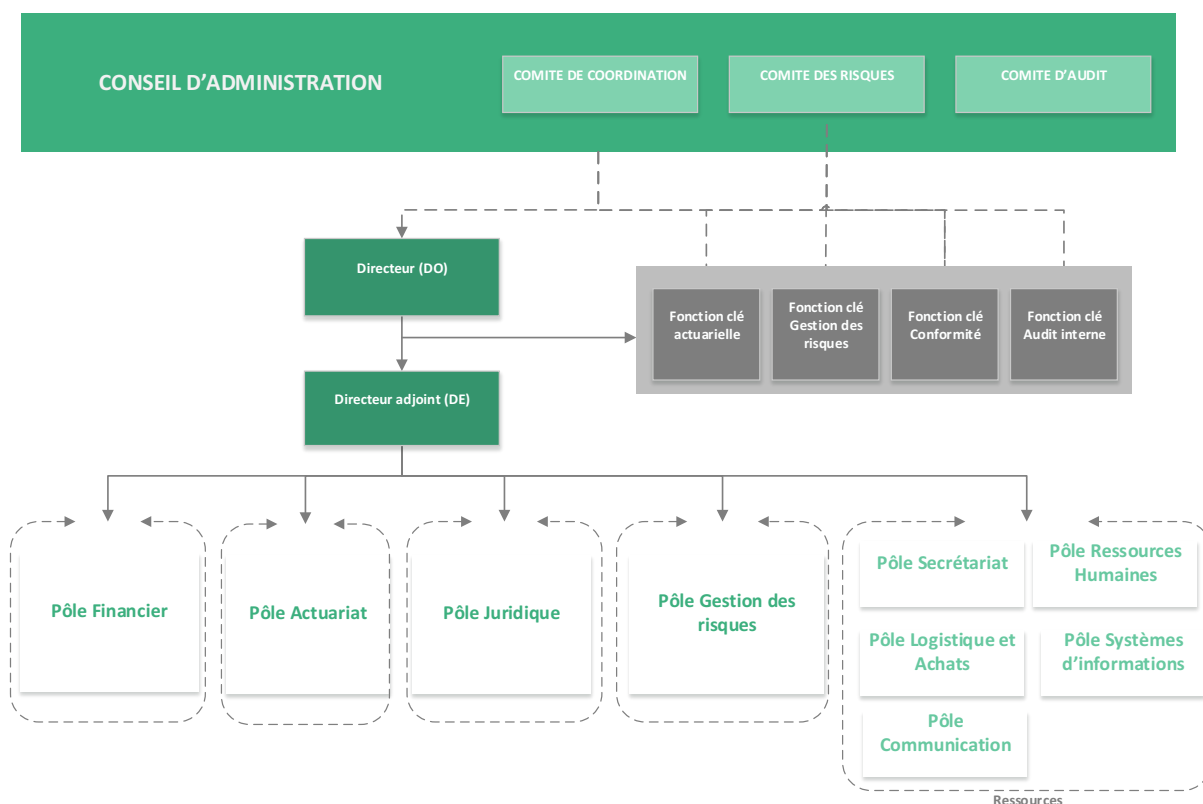 CONSEIL D’ADMINISTRATION
COMITE DE COORDINATION
COMITE DES RISQUES
COMITE D’AUDIT
Directeur (DO)
Fonction clé
actuarielle
Fonction clé
Gestion des
risques
Fonction clé
Conformité
Fonction clé
Audit interne
Directeur adjoint (DE)
Pôle Financier
Pôle Actuariat
Pôle Juridique
Pôle Gestion des
risques
Pôle Secrétariat
Pôle Ressources
Humaines
Pôle Logistique et
Achats
Pôle Systèmes
d’informations
Pôle
Communication
Ressources